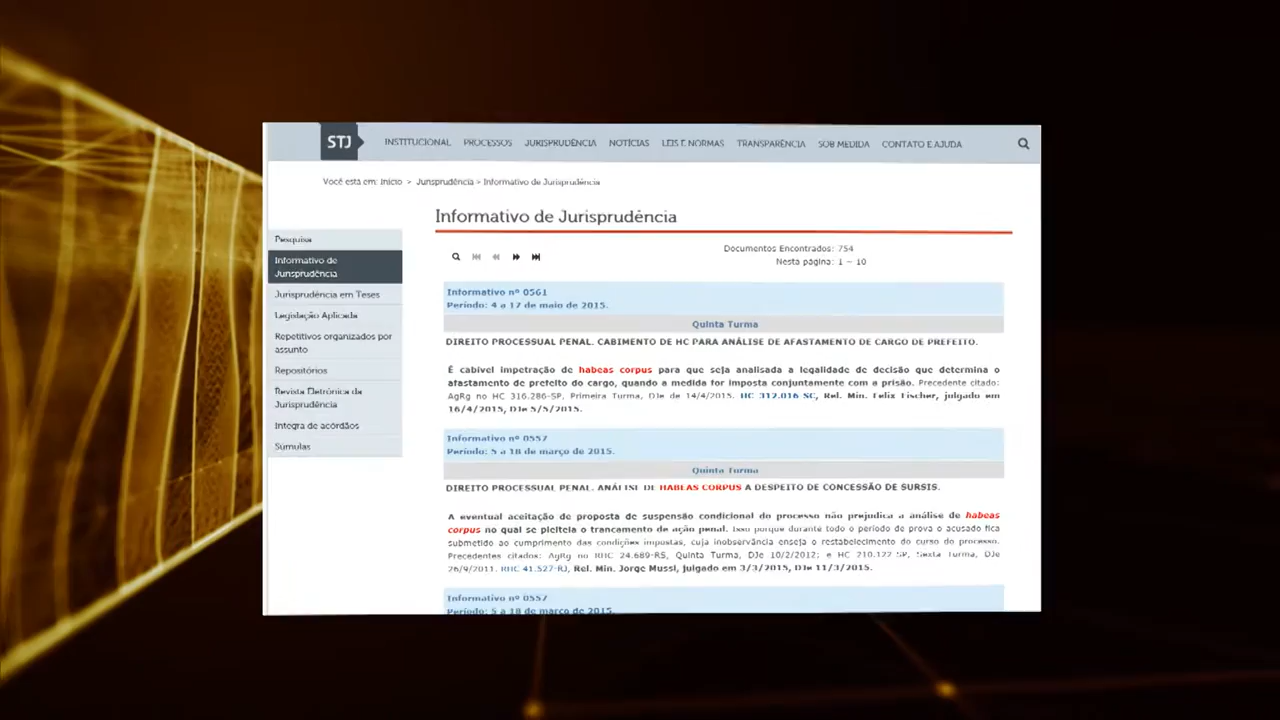 STJ INSTITUCIONAL PROCESSOS JURISPRUDÊNCIA NOTÍCIAS LEIS E NORMAS TRANSPARÊNCIA SOB MEDIDA CONTATO E AJUDA
Você está em: Início > Jurisprudência > Informativo de Jurisprudência
Informativo de Jurisprudência
Pesquisa
Informativo de
Jurisprudência
Jurisprudência em Teses
Legislação Aplicada
Repetitivos organizados por
assunto
Repositórios
Revista Eletrônica da
Jurisprudência
Íntegra de acórdãos
Súmulas
Documentos Encontrados: 754
Nesta página: 1 - 10
Informativo nº 0561
Período: 4 a 17 de maio de 2015.
Quinta Turma
DIREITO PROCESSUAL PENAL. CABIMENTO DE HC PARA ANÁLISE DE AFASTAMENTO DE CARGO DE PREFEITO.
É cabível impetração de habeas corpus para que seja analisada a legalidade de decisão que determina o
afastamento de prefeito do cargo, quando a medida for imposta conjuntamente com a prisão. Precedente citado:
AgRg no HC 316.286-SP, Primeira Turma, DJe de 14/4/2015. HC 312.016-SC, Rel. Min. Felix Fischer, julgado em
16/4/2015, DJe 5/5/2015.
Informativo nº 0557
Período: 5 a 18 de março de 2015.
Quinta Turma
DIREITO PROCESSUAL PENAL. ANÁLISE DE HABEAS CORPUS A DESPEITO DE CONCESSÃO DE SURSIS.
A eventual aceitação de proposta de suspensão condicional do processo não prejudica a análise de habeas
corpus no qual se pleiteia o trancamento de ação penal. Isso porque durante todo o período de prova o acusado fica
submetido ao cumprimento das condições impostas, cuja inobservância enseja o restabelecimento do curso do processo.
Precedentes citados: AgRg no RHC 24.689-RS, Quinta Turma, DJe 10/2/2012; e HC 210.122-SP, Sexta Turma, DJe
26/9/2011. RHC 41.527-RJ, Rel. Min. Jorge Mussi, julgado em 3/3/2015, DJe 11/3/2015.
Informativo nº 0557
Período: 5 a 18 de março de 2015.